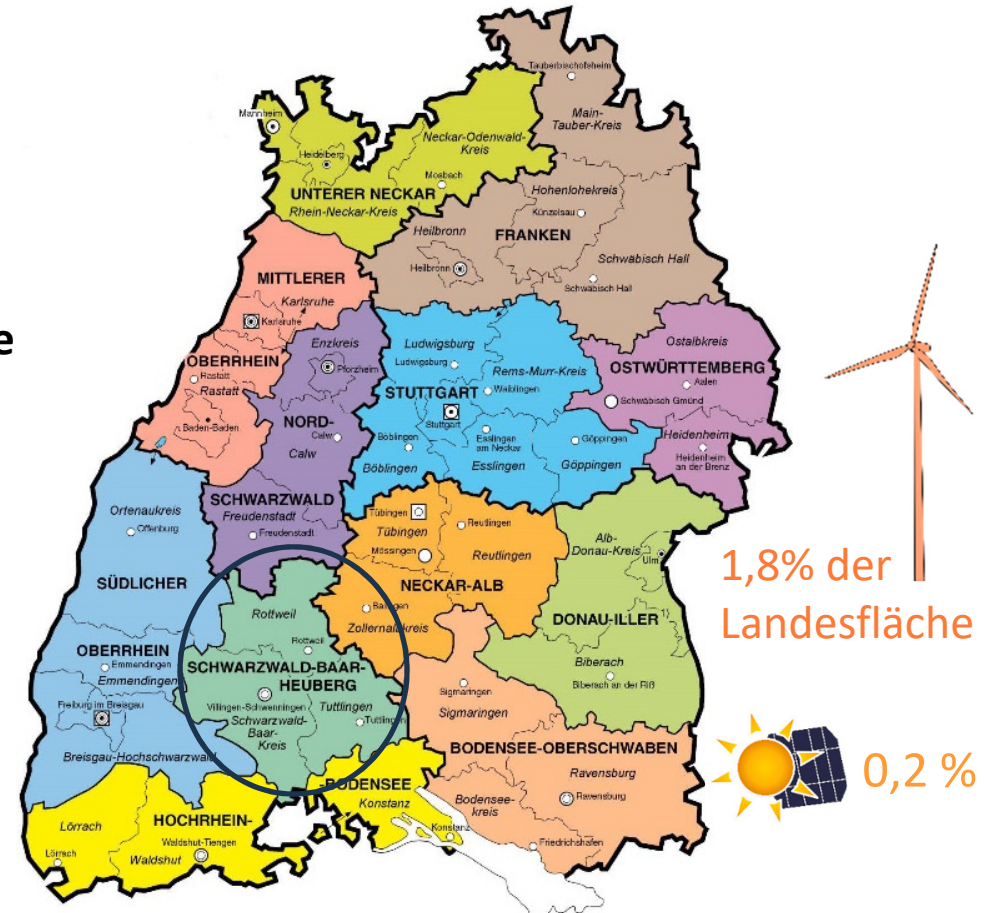 Tauberbischofsheim
Main-
Tauber-Kreis
Mannheim
Heidelberg
Neckar-Odenwald-
Kreis
Mosbach
UNTERER NECKAR
Rhein-Neckar-Kreis
Hohenlohekreis
Künzelsau
Heilbronn
FRANKEN
Heilbronn
Schwäbisch Hall
Schwäbisch Hall
MITTLERER
Karlsruhe
Karlsruhe
OBERRHEIN
Rastatt
Rastatt
Baden-Baden
e
Enzkreis
Pforzheim
NORD-
Calw
Calw
SCHWARZWALD
Freudenstadt
Freudenstadt
Ludwigsburg
Ludwigsburg
Rems-Murr-Kreis
Waiblingen
STUTTGART
Stuttgart
Böblingen
Böblingen
Esslingen
am Neckar
Esslingen
Göppingen
Göppingen
Ostalbkreis
OSTWÜRTTEMBERG
Aalen
Schwäbisch Gmünd
Heidenheim
Heidenheim
an der Brenz
Ortenaukreis
Offenburg
SÜDLICHER
OBERRHEIN
Emmendingen
Emmendingen
Freiburg im Breisgau
Breisgau-Hochschwarzwald
Rottweil
Rottweil
SCHWARZWALD-BAAR-
HEUBERG
Villingen-Schwenningen
Tuttlingen
Schwarzwald-
Baar-
Kreis
Tuttlingen
Tübingen
Tübingen
Reutlingen
Mössingen
Reutlingen
NECKAR-ALB
Balingen
Zollernalbkreis
Alb-
Donau-Kreis
Ulm
DONAU-ILLER
Biberach
Biberach an der Riß
Sigmaringen
Sigmaringen
BODENSEE-OBERSCHWABEN
Ravensburg
Ravensburg
Bodensee-
kreis
Friedrichshafen
Lörrach
Lörrach
HOCHRHEIN-
Waldshut-Tiengen
Waldshut
-BODENSEE
Konstanz
Konstanz
1,8% der
Landesfläche
0,2 %